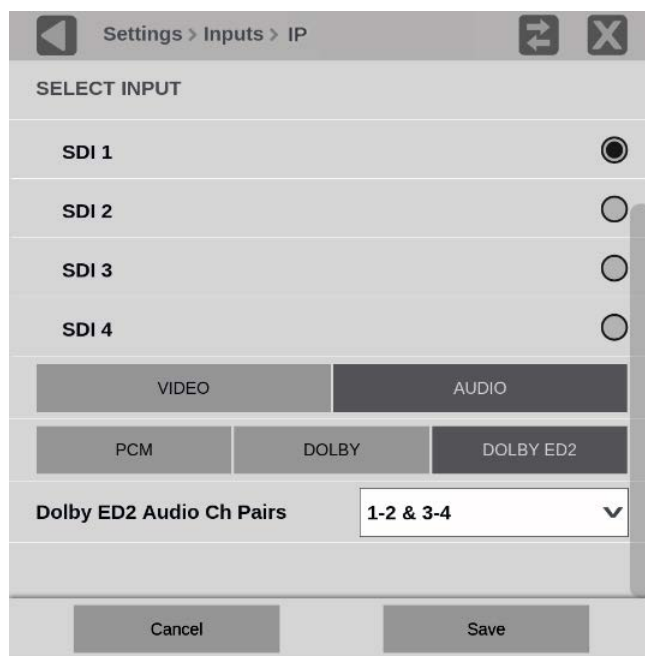 Settings > Inputs > IP
SELECT INPUT
SDI 1
SDI 2
SDI 3
SDI 4
VIDEO AUDIO
PCM DOLBY DOLBY ED2
Dolby ED2 Audio Ch Pairs 1-2 & 3-4
Cancel Save